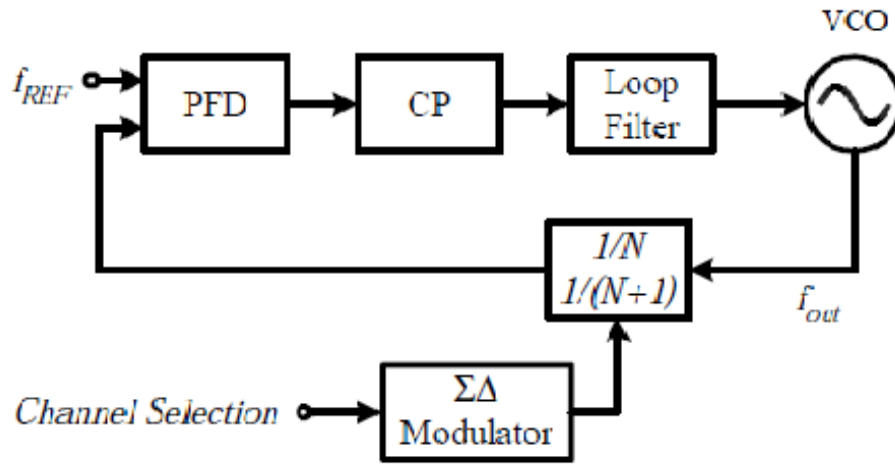 VCO
f_REF
PFD
CP
Loop
Filter
1/N
1/(N+1)
f_out
Channel Selection
ΣΔ
Modulator